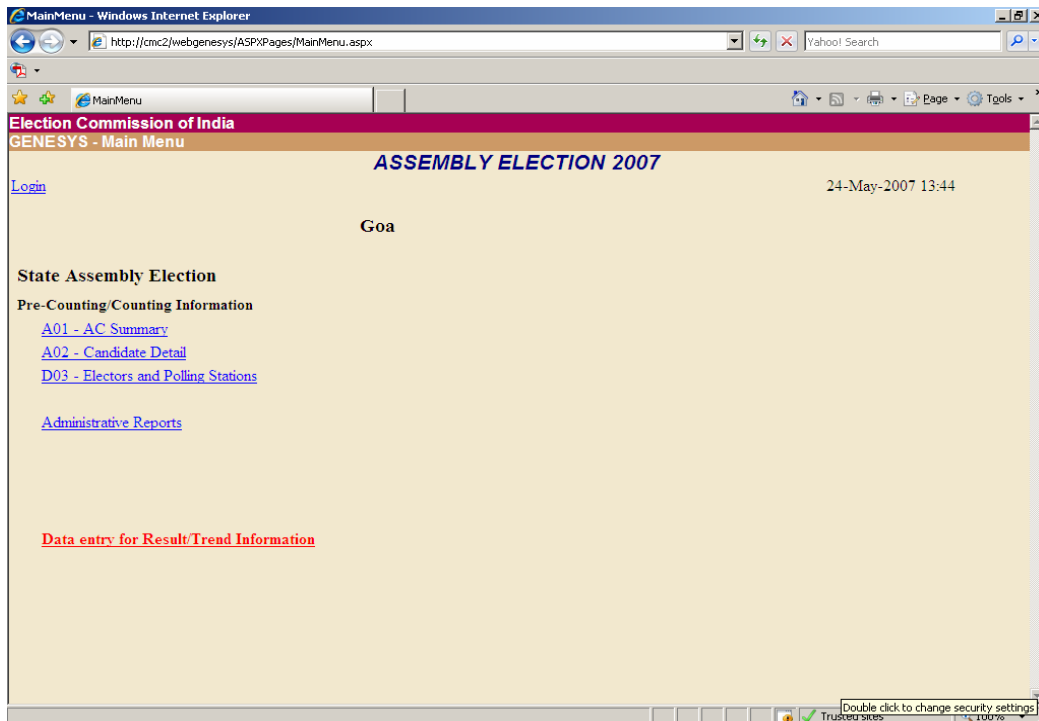 MainMenu - Windows Internet Explorer
http://cmc2/webgenesys/ASPXPages/MainMenu.aspx
Yahoo! Search
MainMenu
Page
Tools
Election Commission of India
GENESYS - Main Menu
ASSEMBLY ELECTION 2007
Login
24-May-2007 13:44
Goa
State Assembly Election
Pre-Counting/Counting Information
A01 - AC Summary
A02 - Candidate Detail
D03 - Electors and Polling Stations
Administrative Reports
Data entry for Result/Trend Information
Double click to change security settings
Trusted sites
100%